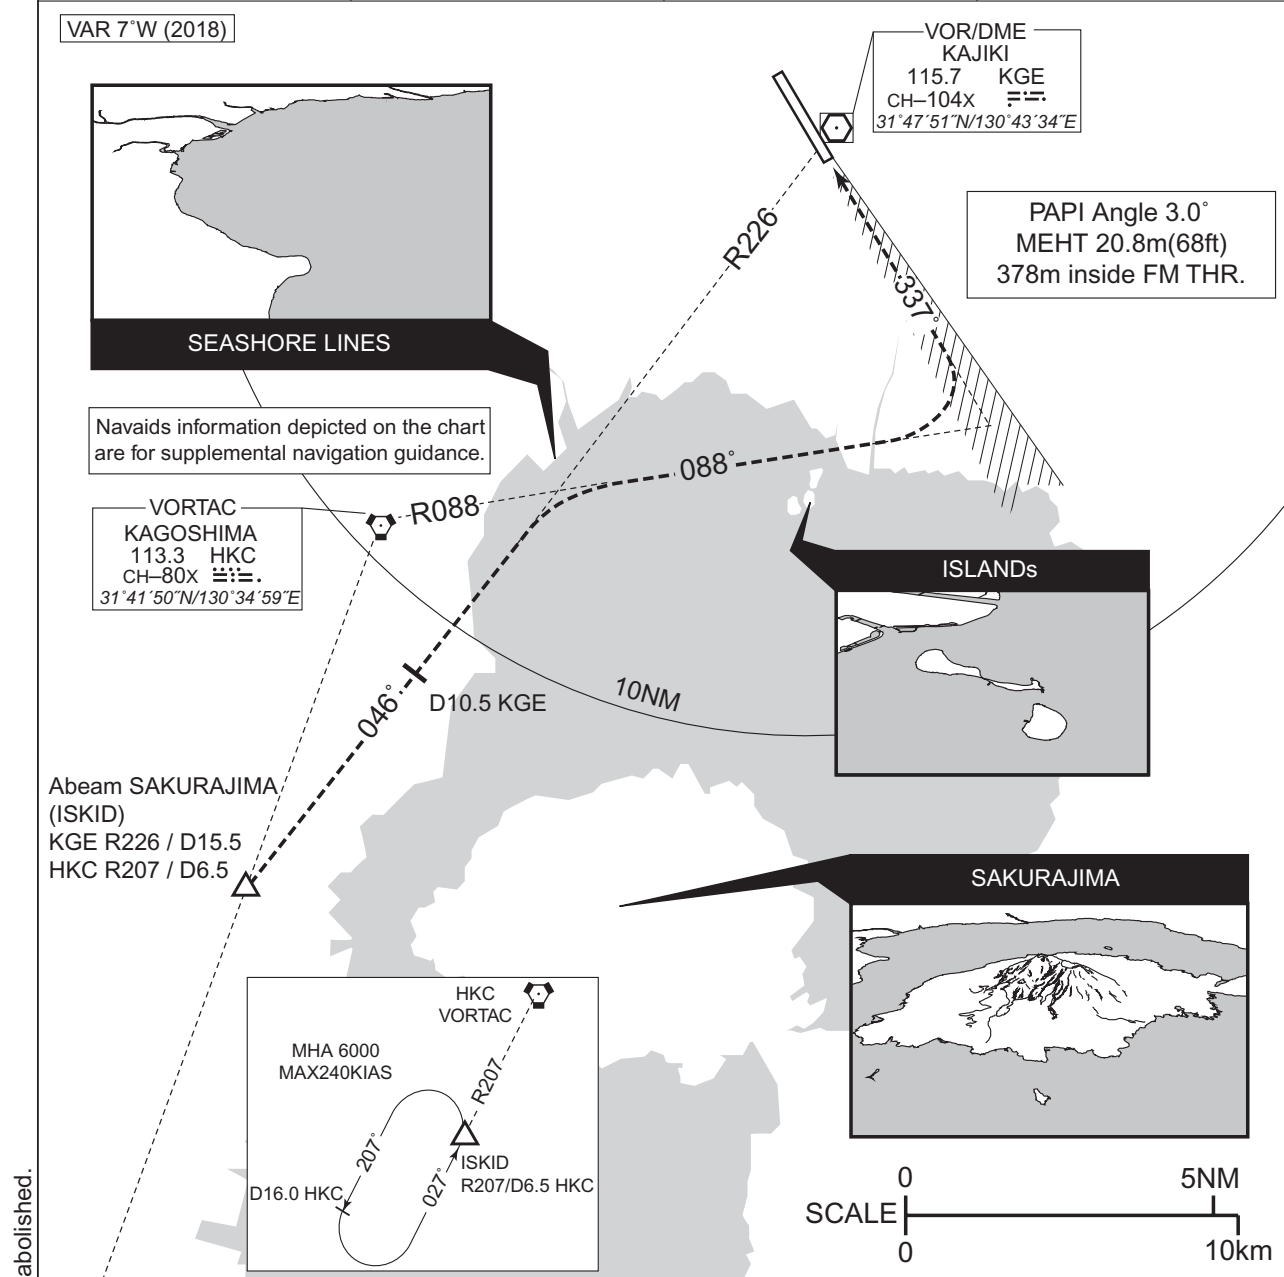 VAR 7˚W (2018)
VOR/DME
KAJIKI
115.7 KGE
CH–104X
31˚47´51˝N/130˚43´34˝E
PAPI Angle 3.0˚
MEHT 20.8m(68ft)
378m inside FM THR.
R226
337˚
SEASHORE LINES
Navaids information depicted on the chart
are for supplemental navigation guidance.
088˚
R088
VORTAC
KAGOSHIMA
113.3 HKC
CH–80X
31˚41´50˝N/130˚34´59˝E
ISLANDs
046˚
D10.5 KGE
10NM
Abeam SAKURAJIMA
(ISKID)
KGE R226 / D15.5
HKC R207 / D6.5
SAKURAJIMA
HKC
VORTAC
MHA 6000
MAX240KIAS
R207
207˚
027˚
ISKID
R207/D6.5 HKC
D16.0 HKC
0 5NM
SCALE
0 10km
abolished.